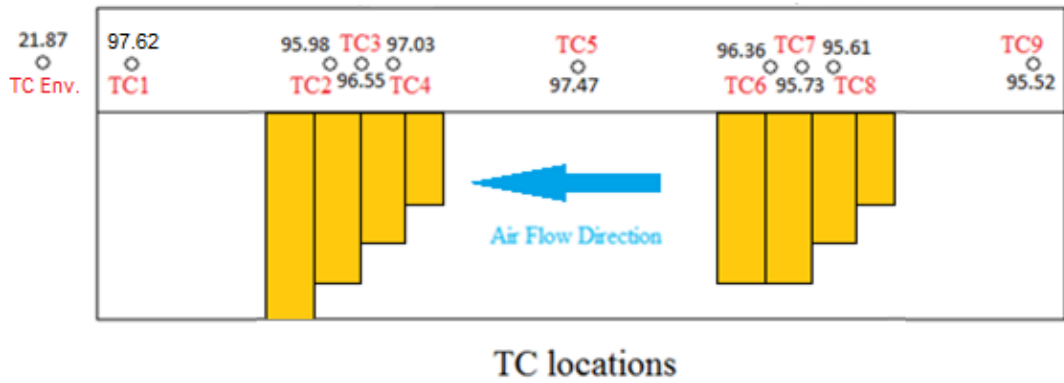 21.87
TC Env.
97.62
TC1
95.98 TC3 97.03
TC2 96.55 TC4
TC5
97.47
96.36 TC7 95.61
TC6 95.73 TC8
TC9
95.52
Air Flow Direction
TC locations